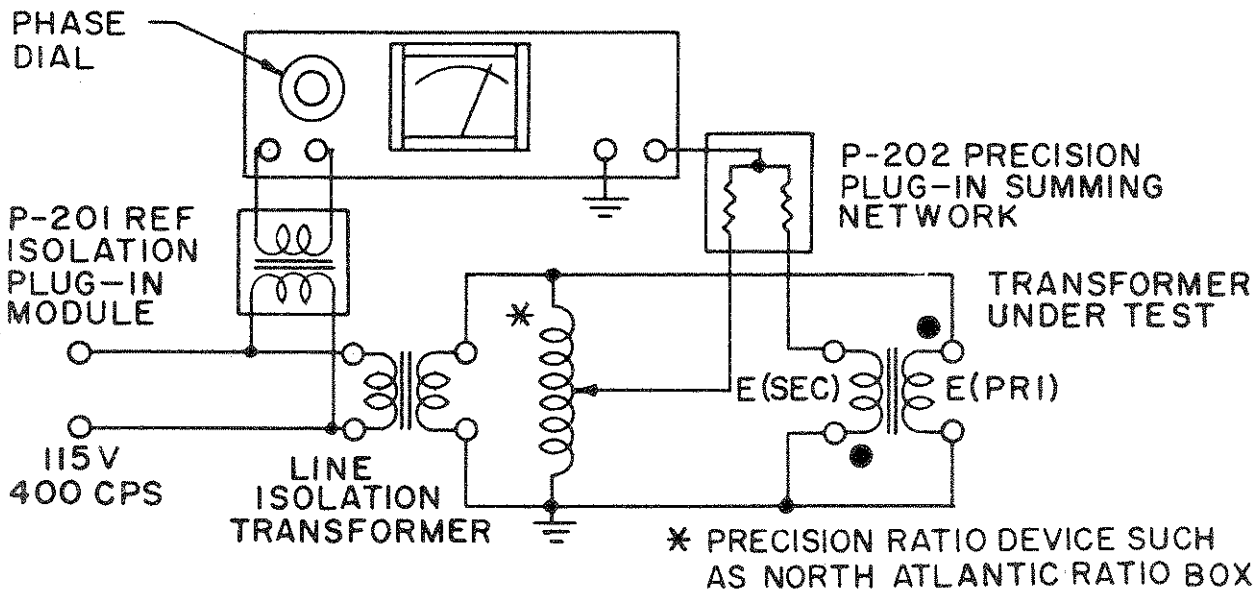 PHASE
DIAL
P-202 PRECISION
PLUG-IN SUMMING
NETWORK
P-201 REF
ISOLATION
PLUG-IN
MODULE
TRANSFORMER
UNDER TEST
*
E(SEC)
E(PRI)
115V
400 CPS
LINE
ISOLATION
TRANSFORMER
* PRECISION RATIO DEVICE SUCH
AS NORTH ATLANTIC RATIO BOX